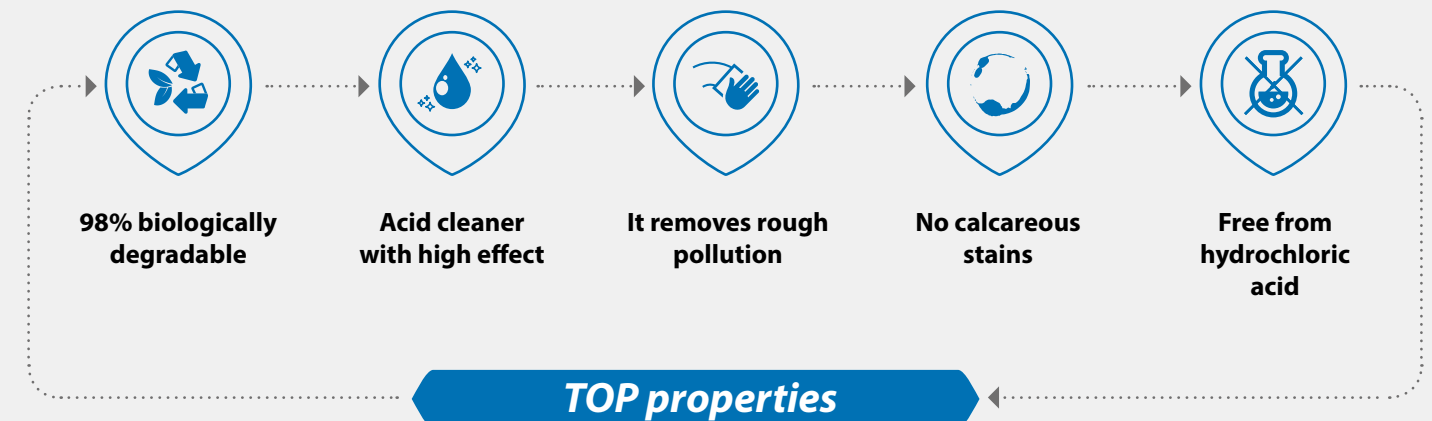 98% biologically
degradable
Acid cleaner
with high effect
It removes rough
pollution
No calcareous
stains
Free from
hydrochloric
acid
TOP properties